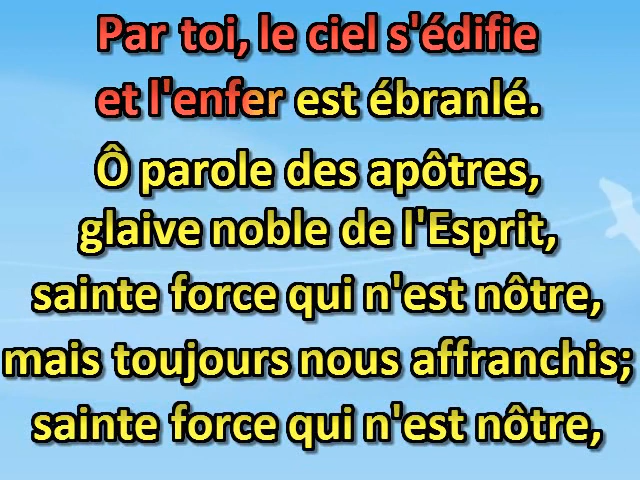 Par toi, le ciel s'édifie
et l'enfer est ébranlé.
Ô parole des apôtres,
glaive noble de l'Esprit,
sainte force qui n'est nôtre,
mais toujours nous affranchis;
sainte force qui n'est nôtre,